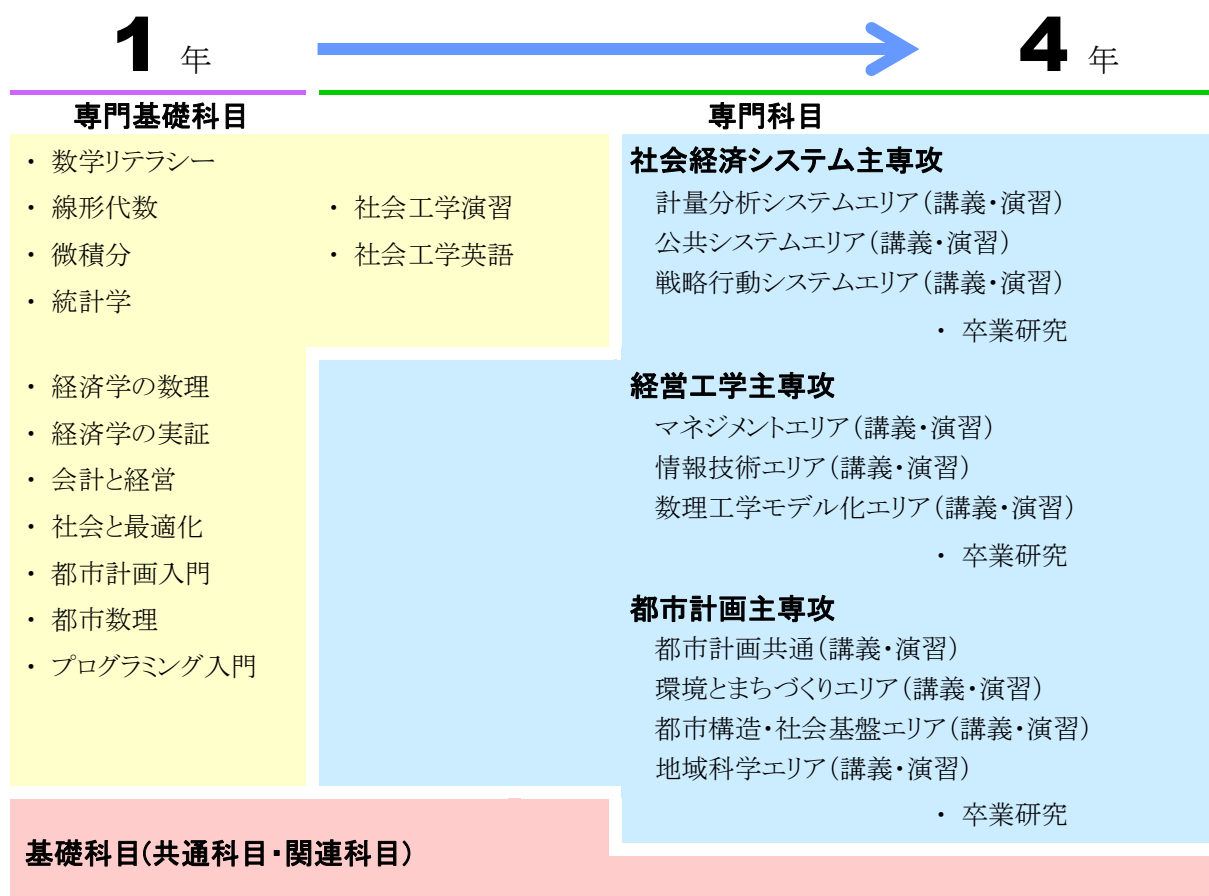 1 年
4 年
専門基礎科目
専門科目
・ 数学リテラシー
・ 線形代数
・ 微積分
・ 統計学
・ 社会工学演習
・ 社会工学英語
・ 経済学の数理
・ 経済学の実証
・ 会計と経営
・ 社会と最適化
・ 都市計画入門
・ 都市数理
・ プログラミング入門
社会経済システム主専攻
計量分析システムエリア(講義・演習)
公共システムエリア(講義・演習)
戦略行動システムエリア(講義・演習)
・ 卒業研究
経営工学主専攻
マネジメントエリア(講義・演習)
情報技術エリア(講義・演習)
数理工学モデル化エリア(講義・演習)
・ 卒業研究
都市計画主専攻
都市計画共通(講義・演習)
環境とまちづくりエリア(講義・演習)
都市構造・社会基盤エリア(講義・演習)
地域科学エリア(講義・演習)
・ 卒業研究
基礎科目(共通科目・関連科目)